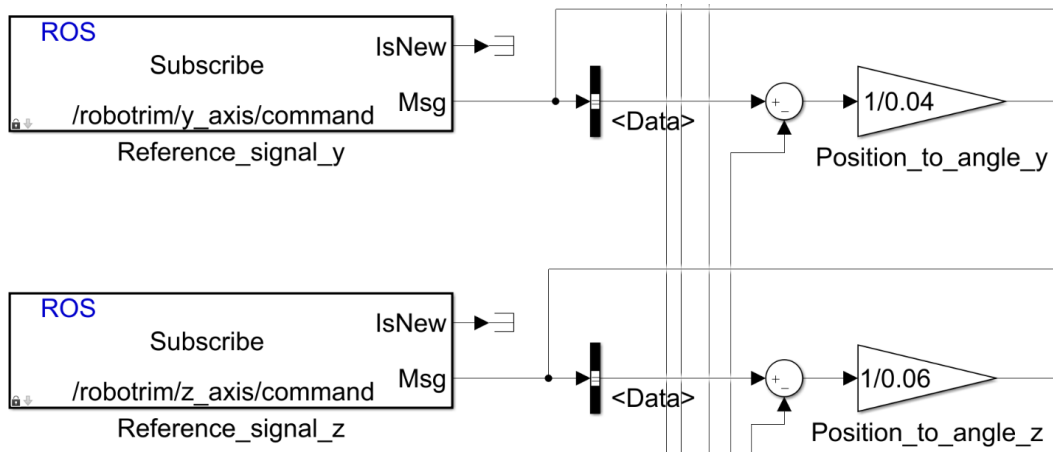 ROS
IsNew
Subscribe
Msg
/robotrim/y_axis/command
<Data>
1/0.04
Reference_signal_y
Position_to_angle_y
ROS
IsNew
Subscribe
Msg
/robotrim/z_axis/command
<Data>
1/0.06
Reference_signal_z
Position_to_angle_z